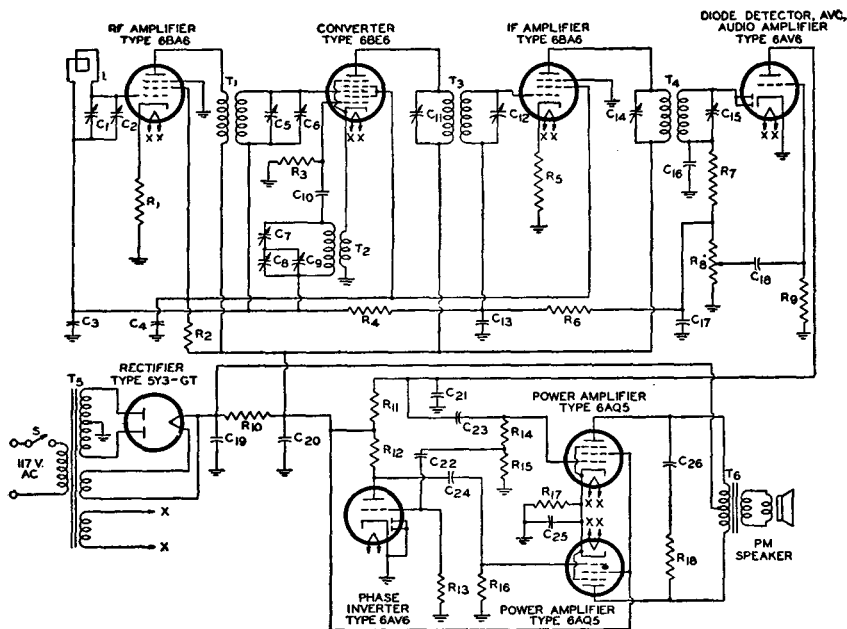 RF AMPLIFIER
TYPE 6BA6
CONVERTER
TYPE 6BE6
IF AMPLIFIER
TYPE 6BA6
DIODE DETECTOR, AVC,
AUDIO AMPLIFIER
TYPE 6AV6
L
T1
T3
T4
C1
C2
C5
C6
C11
C12
C14
C15
X X
X X
X X
X X
R1
R3
C10
R5
C16
R7
C7
C8
C9
T2
R8
C18
R9
C3
C4
R2
R4
C13
R6
C17
RECTIFIER
TYPE 5Y3-GT
T5
S
117 V.
AC
R10
C19
C20
R11
C21
C23
R14
R12
C22
R15
C24
POWER AMPLIFIER
TYPE 6AQ5
C26
T6
R17
X X
C25
X X
R18
PM
SPEAKER
X
X
PHASE
INVERTER
TYPE 6AV6
R13
R16
POWER AMPLIFIER
TYPE 6AQ5